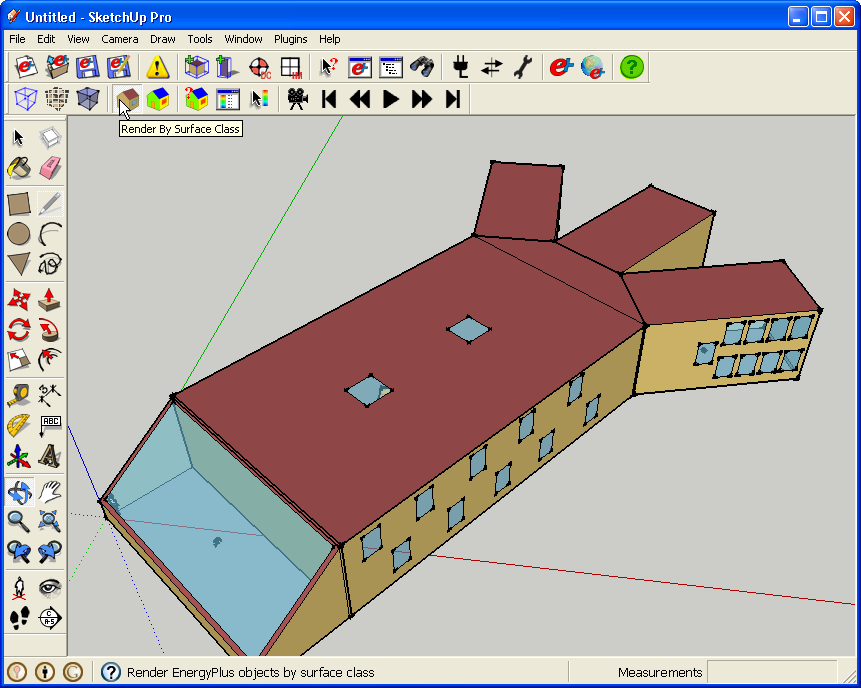 Untitled - SketchUp Pro
File Edit View Camera Draw Tools Window Plugins Help
Render By Surface Class
ABC
Render EnergyPlus objects by surface class
Measurements